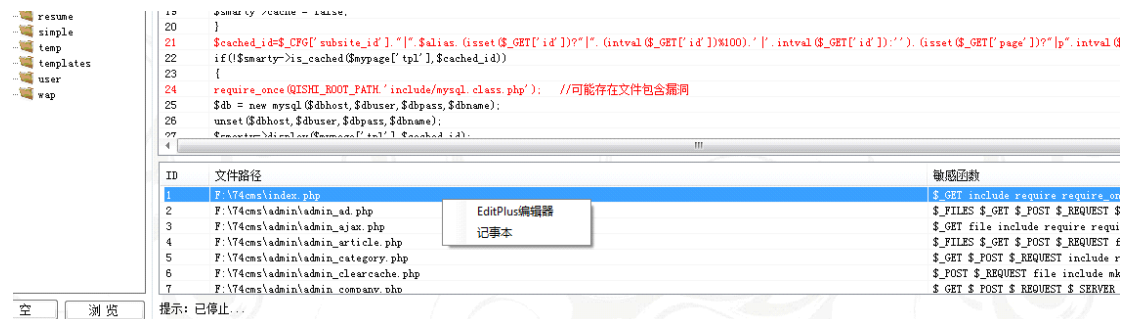 resume
simple
temp
templates
user
wap
19 $smarty->cache = false;
20 }
21 $cached_id=$_CFG['subsite_id']."|".$alias.(isset($_GET['id'])?"|".(intval($_GET['id'])%100).'|'.intval($_GET['id']):'').(isset($_GET['page'])?"|p".intval($
22 if(!$smarty->is_cached($mypage['tpl'],$cached_id))
23 {
24 require_once(QISHI_ROOT_PATH.'include/mysql.class.php'); //可能存在文件包含漏洞
25 $db = new mysql($dbhost,$dbuser,$dbpass,$dbname);
26 unset($dbhost,$dbuser,$dbpass,$dbname);
27 $smarty->display($mypage['tpl'],$cached_id);
ID 文件路径 敏感函数
1 F:\74cms\index.php $_GET include require require_on
2 F:\74cms\admin\admin_ad.php $_FILES $_GET $_POST $_REQUEST $
3 F:\74cms\admin\admin_ajax.php $_GET file include require requi
4 F:\74cms\admin\admin_article.php $_FILES $_GET $_POST $_REQUEST f
5 F:\74cms\admin\admin_category.php $_GET $_POST $_REQUEST include r
6 F:\74cms\admin\admin_clearcache.php $_POST $_REQUEST file include mk
7 F:\74cms\admin\admin_company.php $_GET $_POST $_REQUEST $_SERVER
EditPlus编辑器
记事本
空 浏览 提示：已停止...